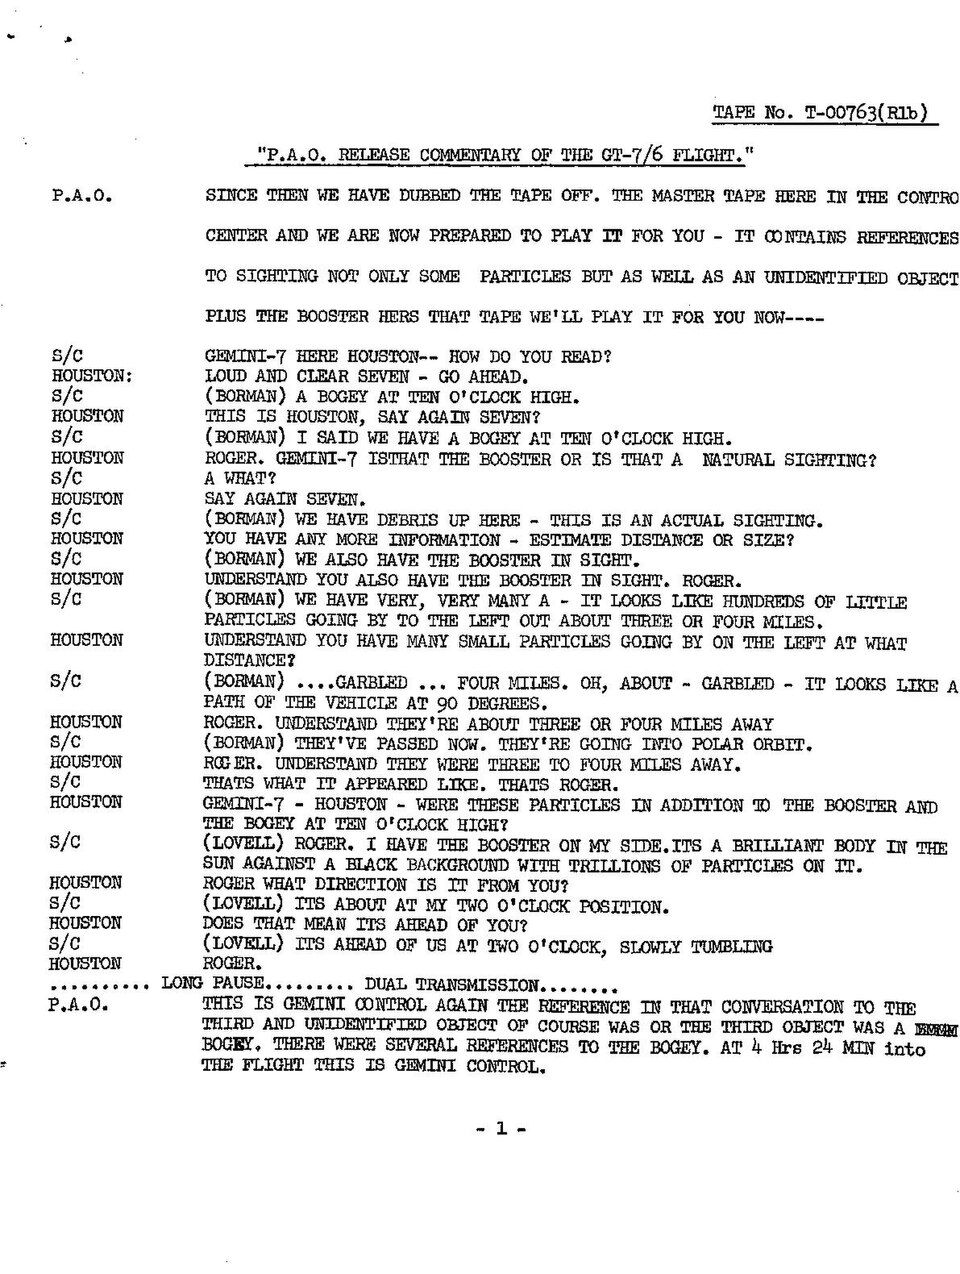 TAPE No. T-00763(R1b)
"P.A.O. RELEASE COMMENTARY OF THE GT-7/6 FLIGHT."
P.A.O. SINCE THEN WE HAVE DUBBED THE TAPE OFF. THE MASTER TAPE HERE IN THE CONTRO
CENTER AND WE ARE NOW PREPARED TO PLAY IT FOR YOU - IT CONTAINS REFERENCES
TO SIGHTING NOT ONLY SOME PARTICLES BUT AS WELL AS AN UNIDENTIFIED OBJECT
PLUS THE BOOSTER HERS THAT TAPE WE'LL PLAY IT FOR YOU NOW----
S/C GEMINI-7 HERE HOUSTON-- HOW DO YOU READ?
HOUSTON: LOUD AND CLEAR SEVEN - GO AHEAD.
S/C (BORMAN) A BOGEY AT TEN O'CLOCK HIGH.
HOUSTON THIS IS HOUSTON, SAY AGAIN SEVEN?
S/C (BORMAN) I SAID WE HAVE A BOGEY AT TEN O'CLOCK HIGH.
HOUSTON ROGER. GEMINI-7 ISTHAT THE BOOSTER OR IS THAT A NATURAL SIGHTING?
S/C A WHAT?
HOUSTON SAY AGAIN SEVEN.
S/C (BORMAN) WE HAVE DEBRIS UP HERE - THIS IS AN ACTUAL SIGHTING.
HOUSTON YOU HAVE ANY MORE INFORMATION - ESTIMATE DISTANCE OR SIZE?
S/C (BORMAN) WE ALSO HAVE THE BOOSTER IN SIGHT.
HOUSTON UNDERSTAND YOU ALSO HAVE THE BOOSTER IN SIGHT. ROGER.
S/C (BORMAN) WE HAVE VERY, VERY MANY A - IT LOOKS LIKE HUNDREDS OF LITTLE
PARTICLES GOING BY TO THE LEFT OUT ABOUT THREE OR FOUR MILES.
HOUSTON UNDERSTAND YOU HAVE MANY SMALL PARTICLES GOING BY ON THE LEFT AT WHAT
DISTANCE?
S/C (BORMAN) ....GARBLED ... FOUR MILES. OH, ABOUT - GARBLED - IT LOOKS LIKE A
PATH OF THE VEHICLE AT 90 DEGREES.
HOUSTON ROGER. UNDERSTAND THEY'RE ABOUT THREE OR FOUR MILES AWAY
S/C (BORMAN) THEY'VE PASSED NOW. THEY'RE GOING INTO POLAR ORBIT.
HOUSTON ROGER. UNDERSTAND THEY WERE THREE TO FOUR MILES AWAY.
S/C THATS WHAT IT APPEARED LIKE. THATS ROGER.
HOUSTON GEMINI-7 - HOUSTON - WERE THESE PARTICLES IN ADDITION TO THE BOOSTER AND
THE BOGEY AT TEN O'CLOCK HIGH?
S/C (LOVELL) ROGER. I HAVE THE BOOSTER ON MY SIDE.ITS A BRILLIANT BODY IN THE
SUN AGAINST A BLACK BACKGROUND WITH TRILLIONS OF PARTICLES ON IT.
HOUSTON ROGER WHAT DIRECTION IS IT FROM YOU?
S/C (LOVELL) ITS ABOUT AT MY TWO O'CLOCK POSITION.
HOUSTON DOES THAT MEAN ITS AHEAD OF YOU?
S/C (LOVELL) ITS AHEAD OF US AT TWO O'CLOCK, SLOWLY TUMBLING
HOUSTON ROGER.
.......... LONG PAUSE......... DUAL TRANSMISSION........
P.A.O. THIS IS GEMINI CONTROL AGAIN THE REFERENCE IN THAT CONVERSATION TO THE
THIRD AND UNIDENTIFIED OBJECT OF COURSE WAS OR THE THIRD OBJECT WAS A
BOGEY. THERE WERE SEVERAL REFERENCES TO THE BOGEY. AT 4 Hrs 24 MIN into
THE FLIGHT THIS IS GEMINI CONTROL.
- 1 -